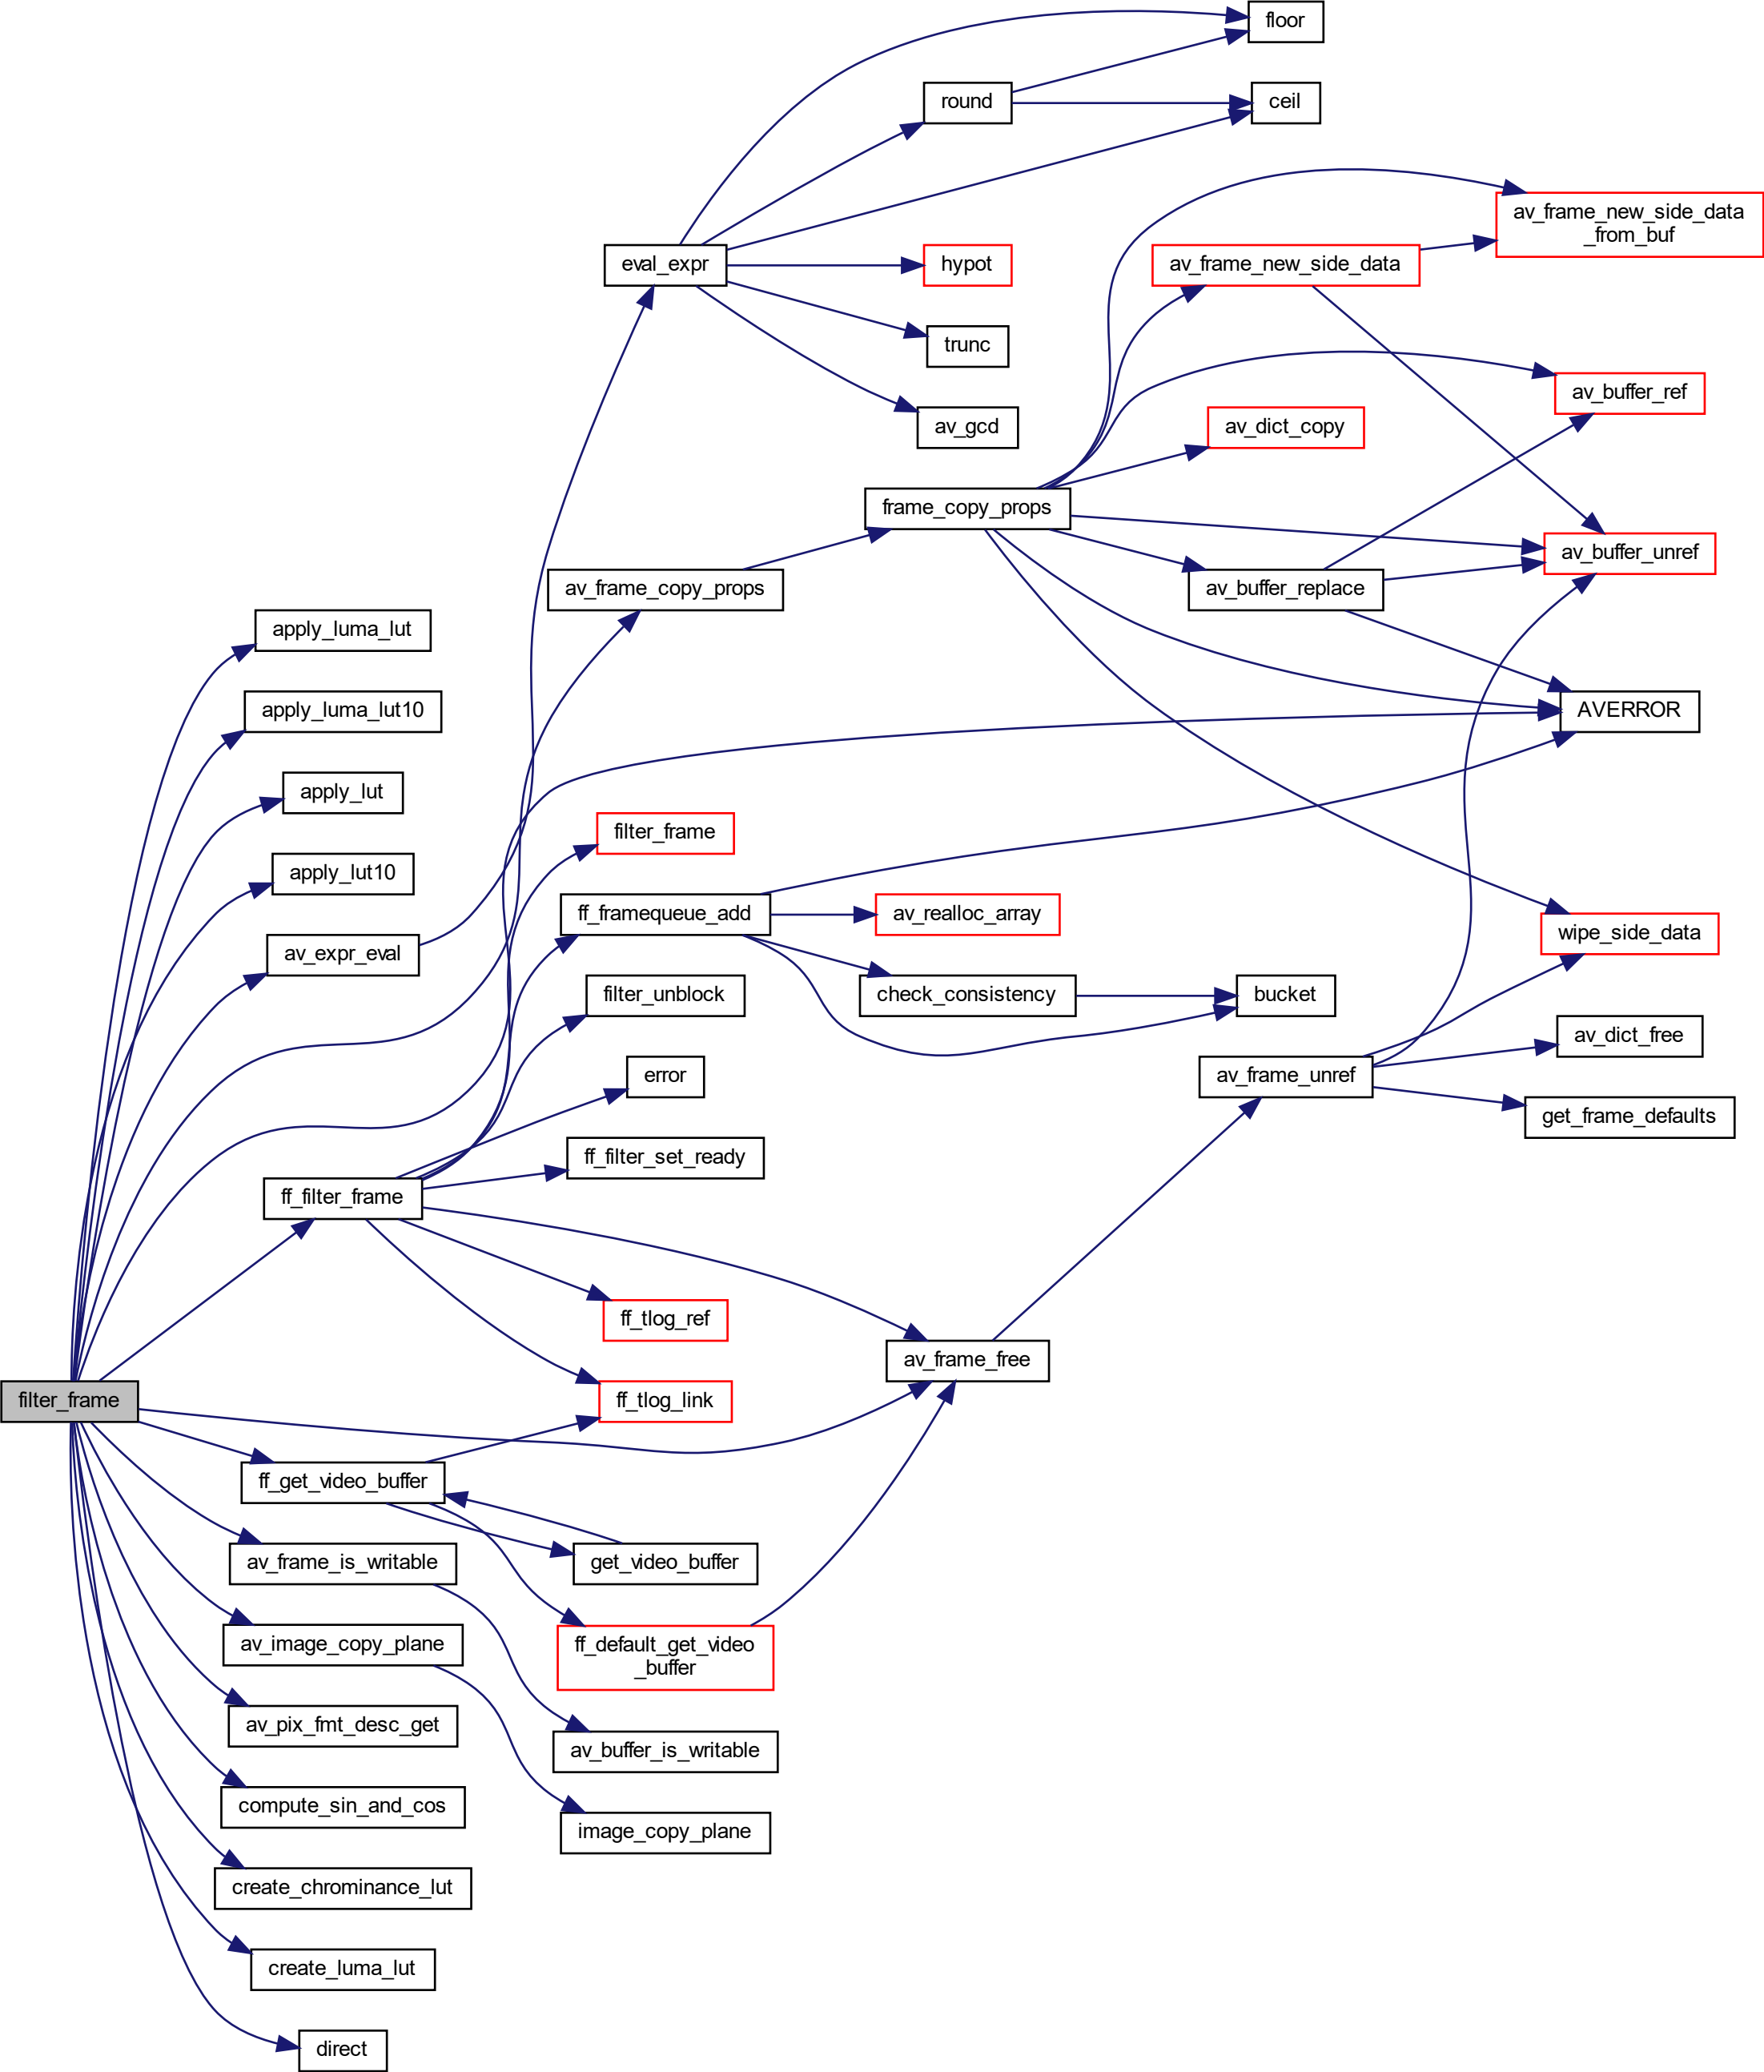 floor
round
ceil
av_frame_new_side_data
_from_buf
eval_expr
hypot
av_frame_new_side_data
trunc
av_buffer_ref
av_gcd
av_dict_copy
frame_copy_props
av_buffer_unref
av_frame_copy_props
av_buffer_replace
apply_luma_lut
apply_luma_lut10
AVERROR
apply_lut
filter_frame
apply_lut10
ff_framequeue_add
av_realloc_array
wipe_side_data
av_expr_eval
filter_unblock
check_consistency
bucket
av_dict_free
error
av_frame_unref
get_frame_defaults
ff_filter_set_ready
ff_filter_frame
ff_tlog_ref
av_frame_free
filter_frame
ff_tlog_link
ff_get_video_buffer
av_frame_is_writable
get_video_buffer
av_image_copy_plane
ff_default_get_video
_buffer
av_pix_fmt_desc_get
av_buffer_is_writable
compute_sin_and_cos
image_copy_plane
create_chrominance_lut
create_luma_lut
direct